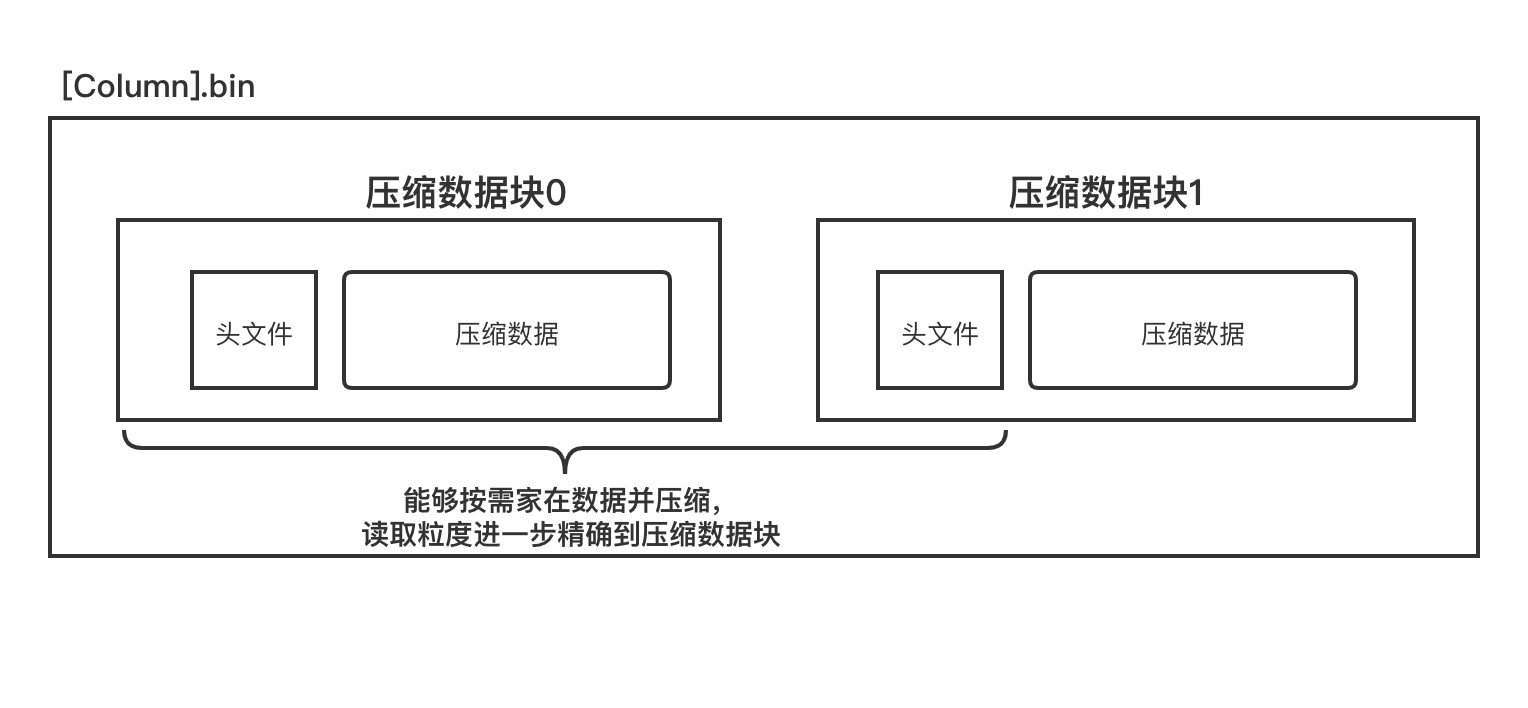 [Column].bin
压缩数据块0
压缩数据块1
头文件
压缩数据
头文件
压缩数据
能够按需家在数据并压缩，
读取粒度进一步精确到压缩数据块